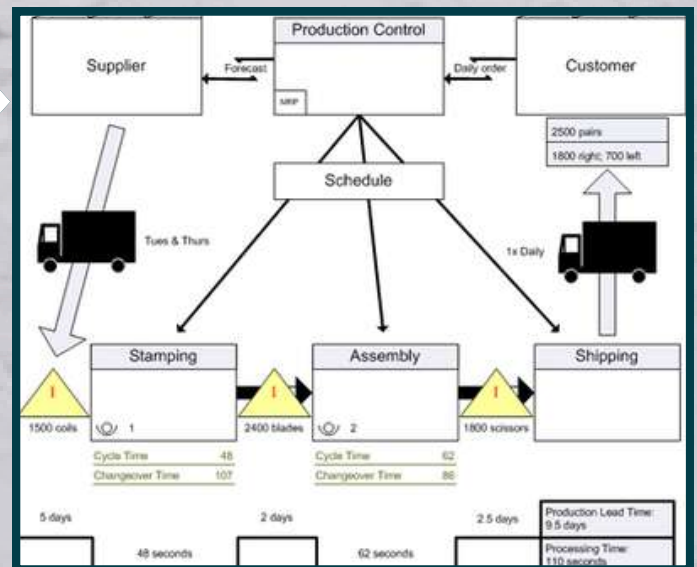 Production Control
Supplier
Forecast
Daily order
Customer
MRP
2500 pairs
1800 right; 700 left
Schedule
Tues & Thurs
1x Daily
Stamping
Assembly
Shipping
I
I
I
1500 coils
1
2400 blades
2
1800 scissors
Cycle Time 48
Changeover Time 107
Cycle Time 62
Changeover Time 86
5 days
2 days
2.5 days
Production Lead Time:
9.5 days
48 seconds
62 seconds
Processing Time:
110 seconds